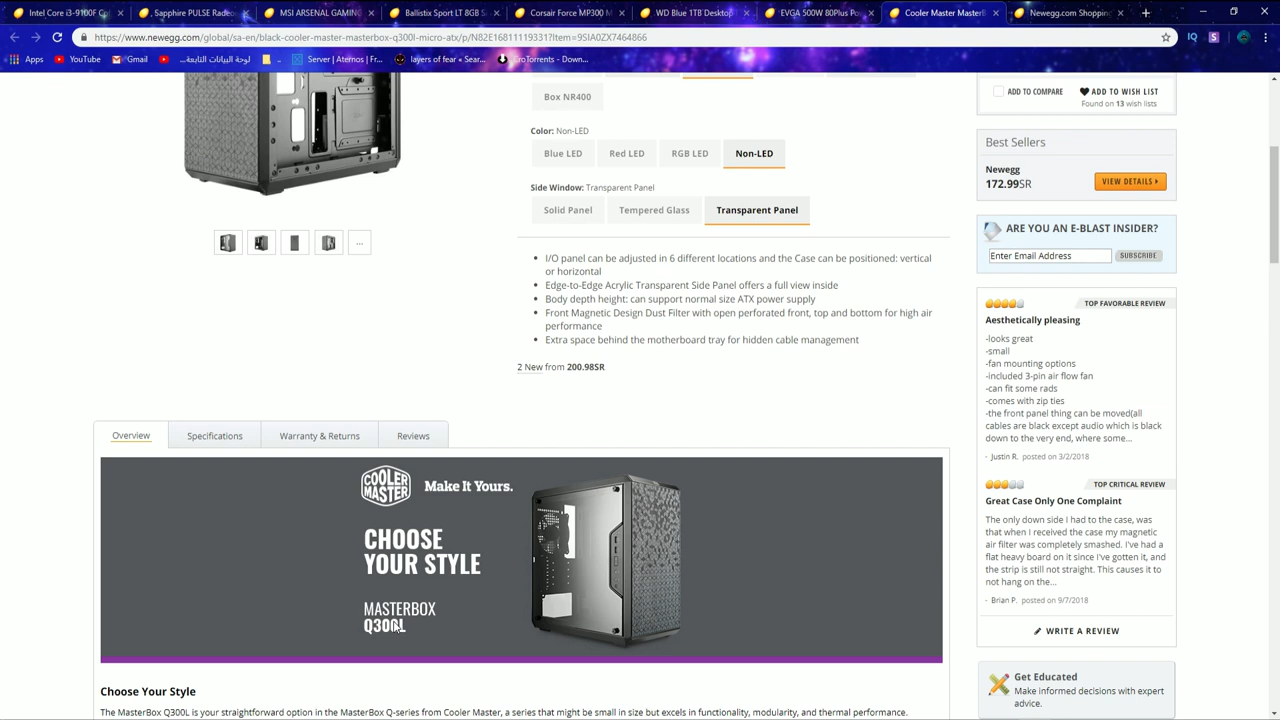 Intel Core i3-9100F Co
Sapphire PULSE Radeo
MSI ARSENAL GAMING
Ballistix Sport LT 8GB S
Corsair Force MP300 M
WD Blue 1TB Desktop
EVGA 500W 80Plus Po
Cooler Master MasterB
Newegg.com Shoppin
https://www.newegg.com/global/sa-en/black-cooler-master-masterbox-q300l-micro-atx/p/N82E16811119331?Item=9SIA0ZX7464866
Apps
YouTube
Gmail
لوحة البيانات التابعة...
Server | Aternos | Fr...
layers of fear « Sear...
CroTorrents - Down...
Box NR400
ADD TO COMPARE
ADD TO WISH LIST
Found on 13 wish lists
Color: Non-LED
Blue LED
Red LED
RGB LED
Non-LED
Side Window: Transparent Panel
Solid Panel
Tempered Glass
Transparent Panel
I/O panel can be adjusted in 6 different locations and the Case can be positioned: vertical
or horizontal
Edge-to-Edge Acrylic Transparent Side Panel offers a full view inside
Body depth height: can support normal size ATX power supply
Front Magnetic Design Dust Filter with open perforated front, top and bottom for high air
performance
Extra space behind the motherboard tray for hidden cable management
2 New from 200.98SR
...
Best Sellers
Newegg
172.99SR
VIEW DETAILS
ARE YOU AN E-BLAST INSIDER?
Enter Email Address
SUBSCRIBE
TOP FAVORABLE REVIEW
Aesthetically pleasing
-looks great
-small
-fan mounting options
-included 3-pin air flow fan
-can fit some rads
-comes with zip ties
-the front panel thing can be moved(all
cables are black except audio which is black
down to the very end, where some...
- Justin R. posted on 3/2/2018
TOP CRITICAL REVIEW
Great Case Only One Complaint
The only down side I had to the case, was
that when I received the case my magnetic
air filter was completely smashed. I've had a
flat heavy board on it since I've gotten it, and
the strip is still not straight. This causes it to
not hang on the...
- Brian P. posted on 9/7/2018
WRITE A REVIEW
Get Educated
Make informed decisions with expert
advice.
Overview
Specifications
Warranty & Returns
Reviews
COOLER
MASTER
Make It Yours.
CHOOSE
YOUR STYLE
MASTERBOX
Q300L
Choose Your Style
The MasterBox Q300L is your straightforward option in the MasterBox Q-series from Cooler Master, a series that might be small in size but excels in functionality, modularity, and thermal performance.